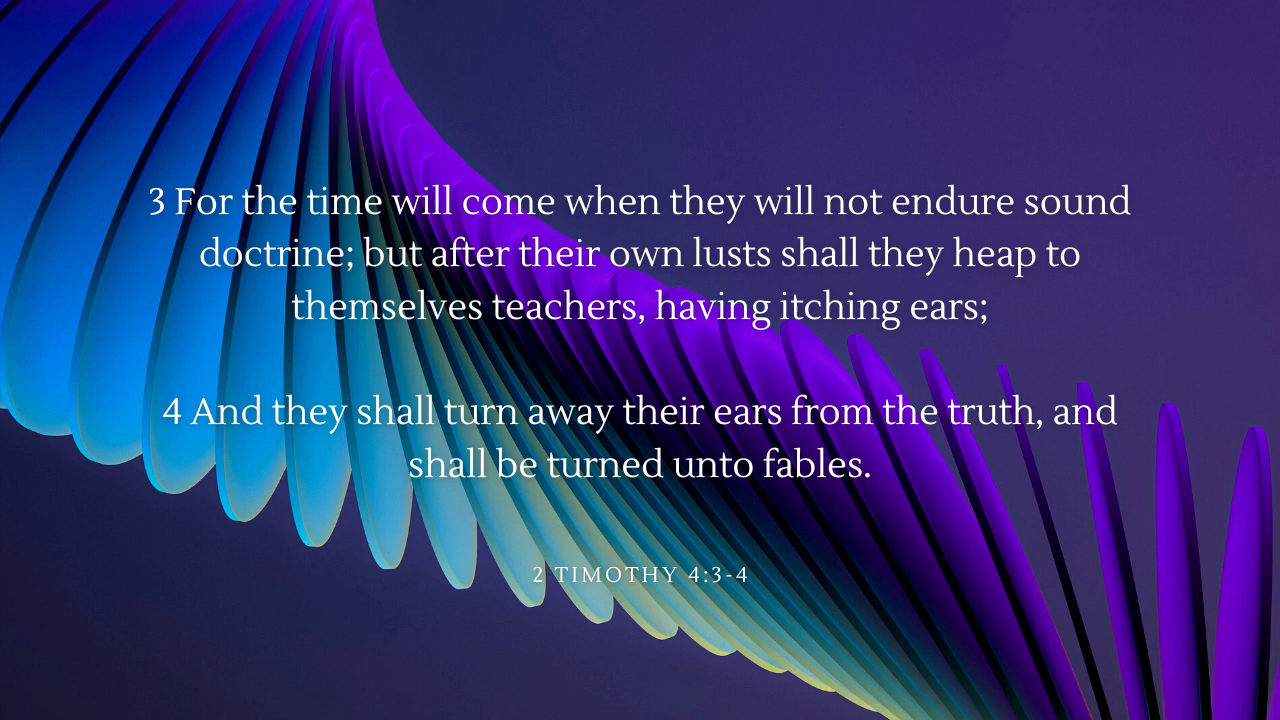 3 For the time will come when they will not endure sound
doctrine; but after their own lusts shall they heap to
themselves teachers, having itching ears;
4 And they shall turn away their ears from the truth, and
shall be turned unto fables.
2 TIMOTHY 4:3-4